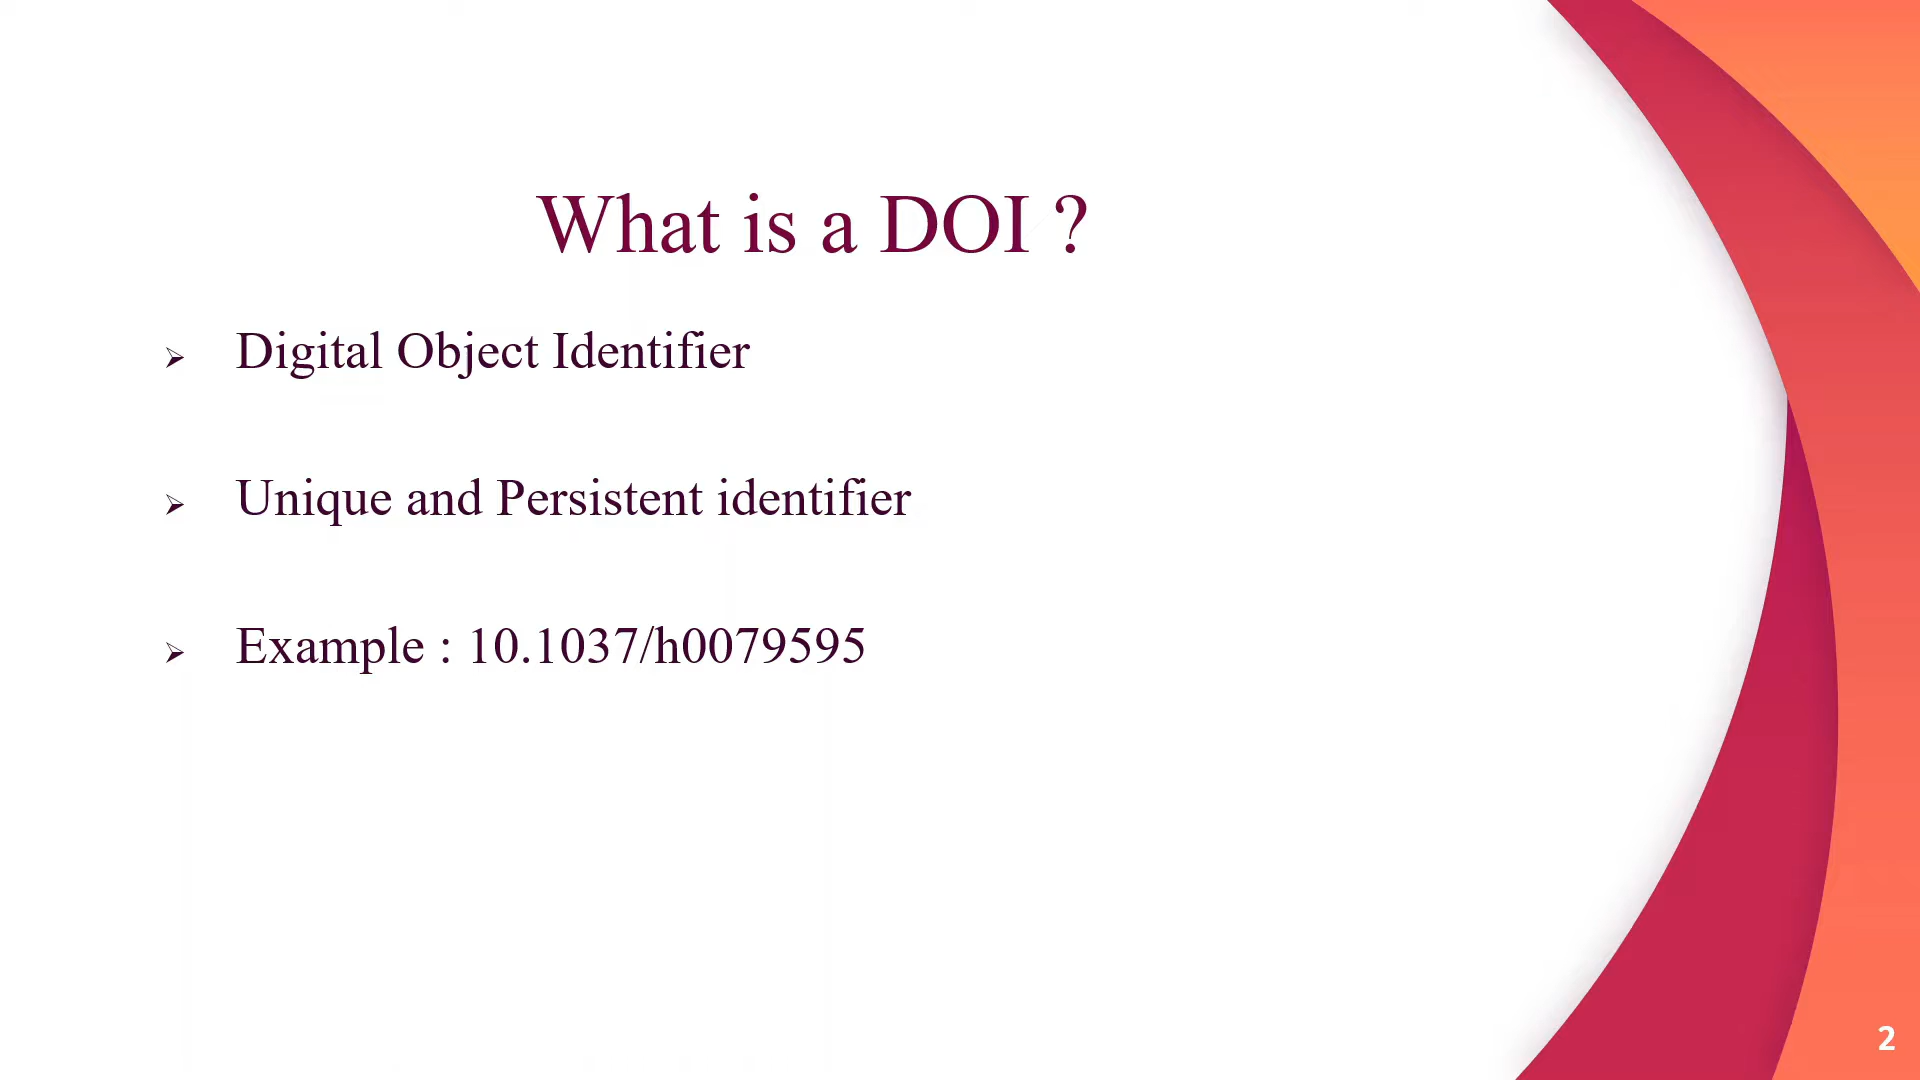 What is a DOI ?
➢ Digital Object Identifier
➢ Unique and Persistent identifier
➢ Example : 10.1037/h0079595
2